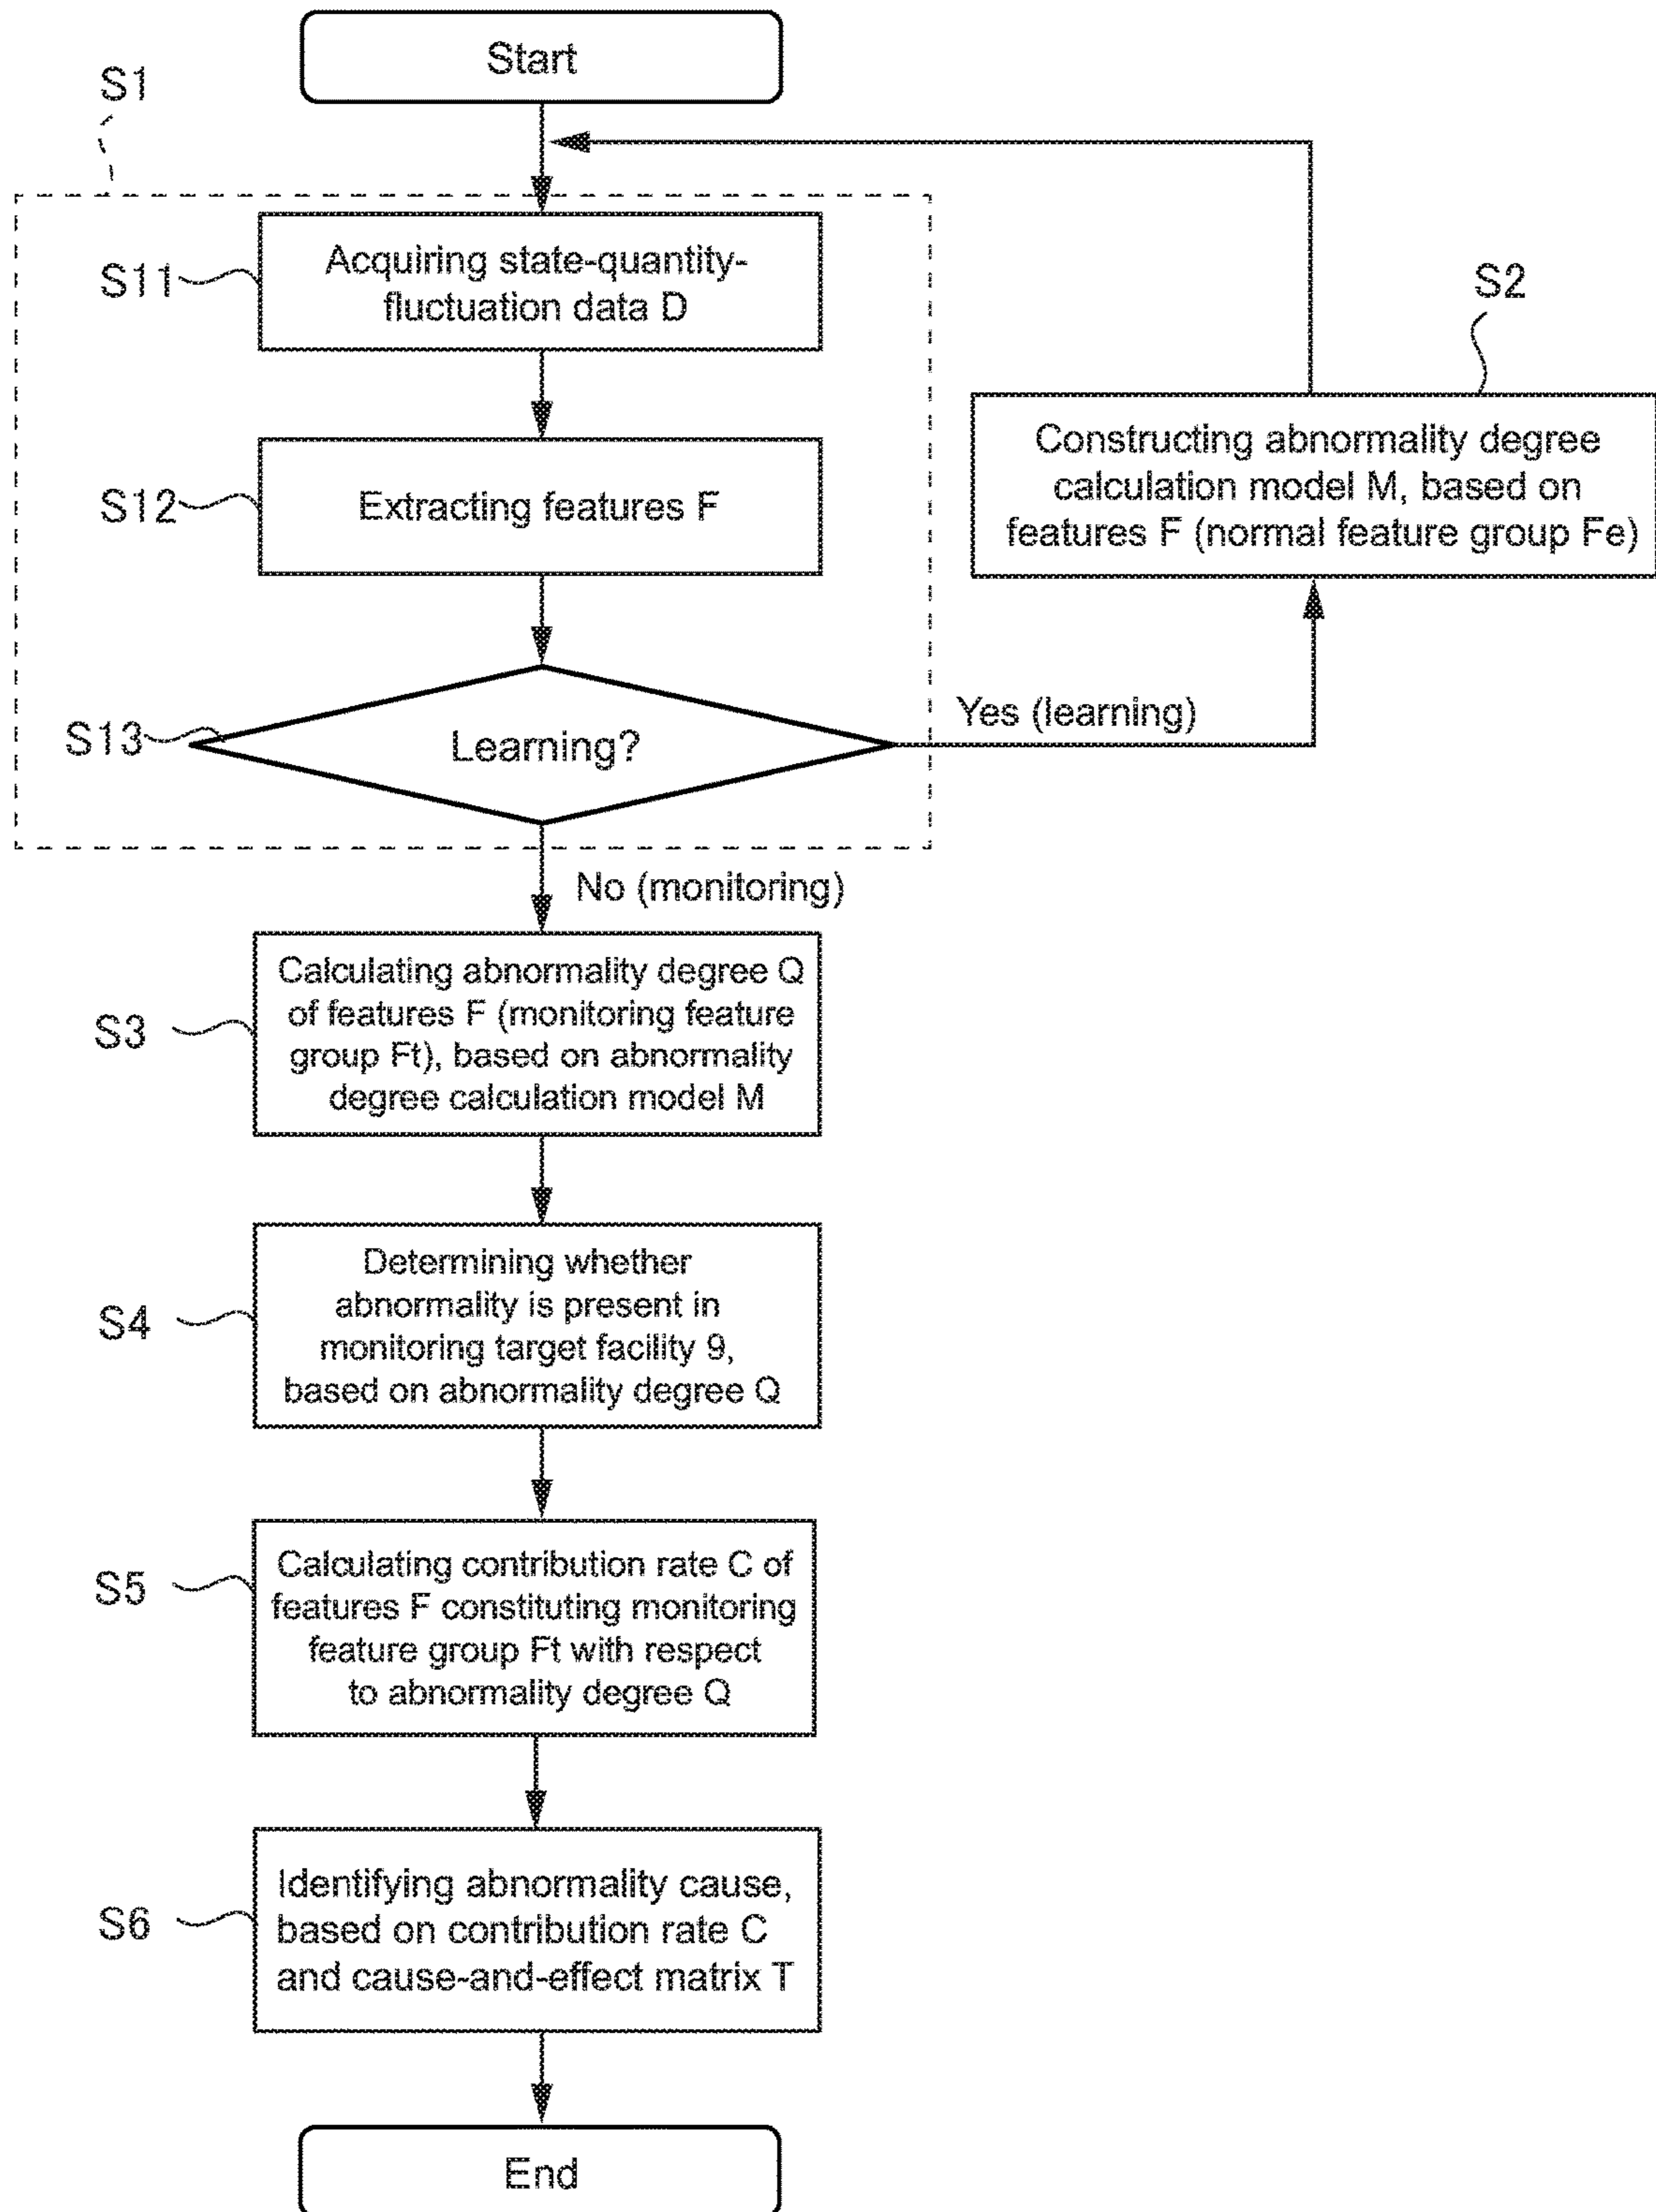 Start
S1
S11
Acquiring state-quantity-
fluctuation data D
S2
Constructing abnormality degree
calculation model M, based on
features F (normal feature group Fe)
S12
Extracting features F
S13
Learning?
Yes (learning)
No (monitoring)
S3
Calculating abnormality degree Q
of features F (monitoring feature
group Ft), based on abnormality
degree calculation model M
S4
Determining whether
abnormality is present in
monitoring target facility 9,
based on abnormality degree Q
S5
Calculating contribution rate C of
features F constituting monitoring
feature group Ft with respect
to abnormality degree Q
S6
Identifying abnormality cause,
based on contribution rate C
and cause-and-effect matrix T
End